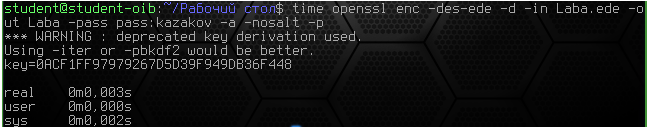 student@student-oib:~/Рабочий стол$ time openssl enc -des-ede -d -in Laba.ede -o
ut Laba -pass pass:kazakov -a -nosalt -p
*** WARNING : deprecated key derivation used.
Using -iter or -pbkdf2 would be better.
key=0ACF1FF97979267D5D39F949DB36F448
real 0m0,003s
user 0m0,000s
sys 0m0,002s